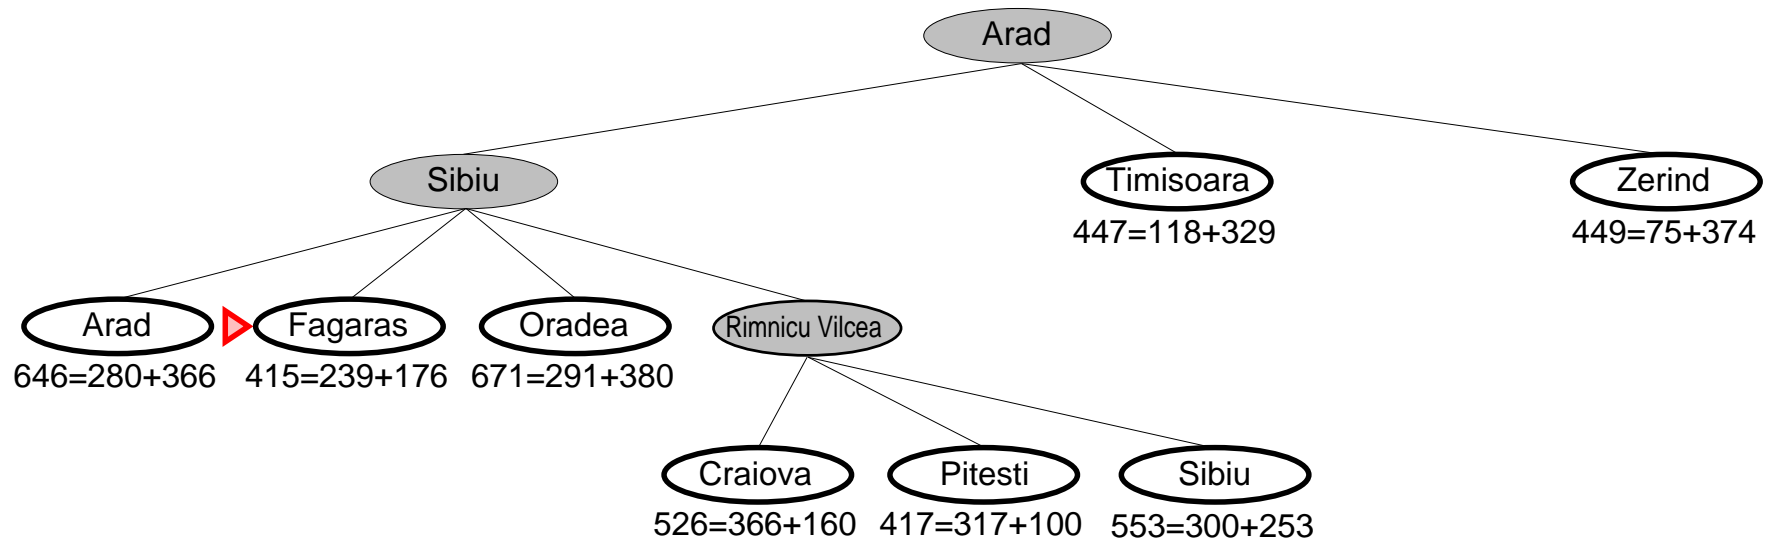 Arad
Sibiu
Timisoara
Zerind
447=118+329
449=75+374
Arad
Fagaras
Oradea
Rimnicu Vilcea
646=280+366
415=239+176
671=291+380
Craiova
Pitesti
Sibiu
526=366+160
417=317+100
553=300+253